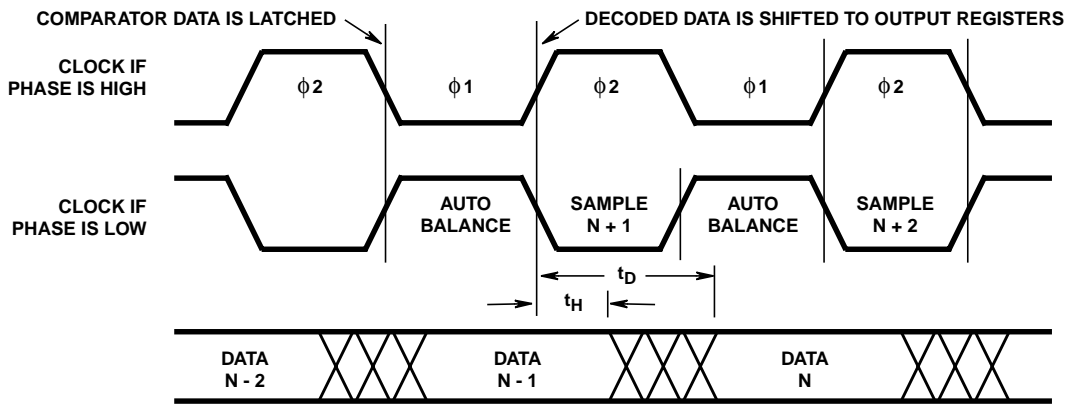 COMPARATOR DATA IS LATCHED
DECODED DATA IS SHIFTED TO OUTPUT REGISTERS
CLOCK IF
PHASE IS HIGH
ϕ2
ϕ1
ϕ2
ϕ1
ϕ2
CLOCK IF
PHASE IS LOW
AUTO
BALANCE
SAMPLE
N + 1
AUTO
BALANCE
SAMPLE
N + 2
tD
tH
DATA
N - 2
DATA
N - 1
DATA
N